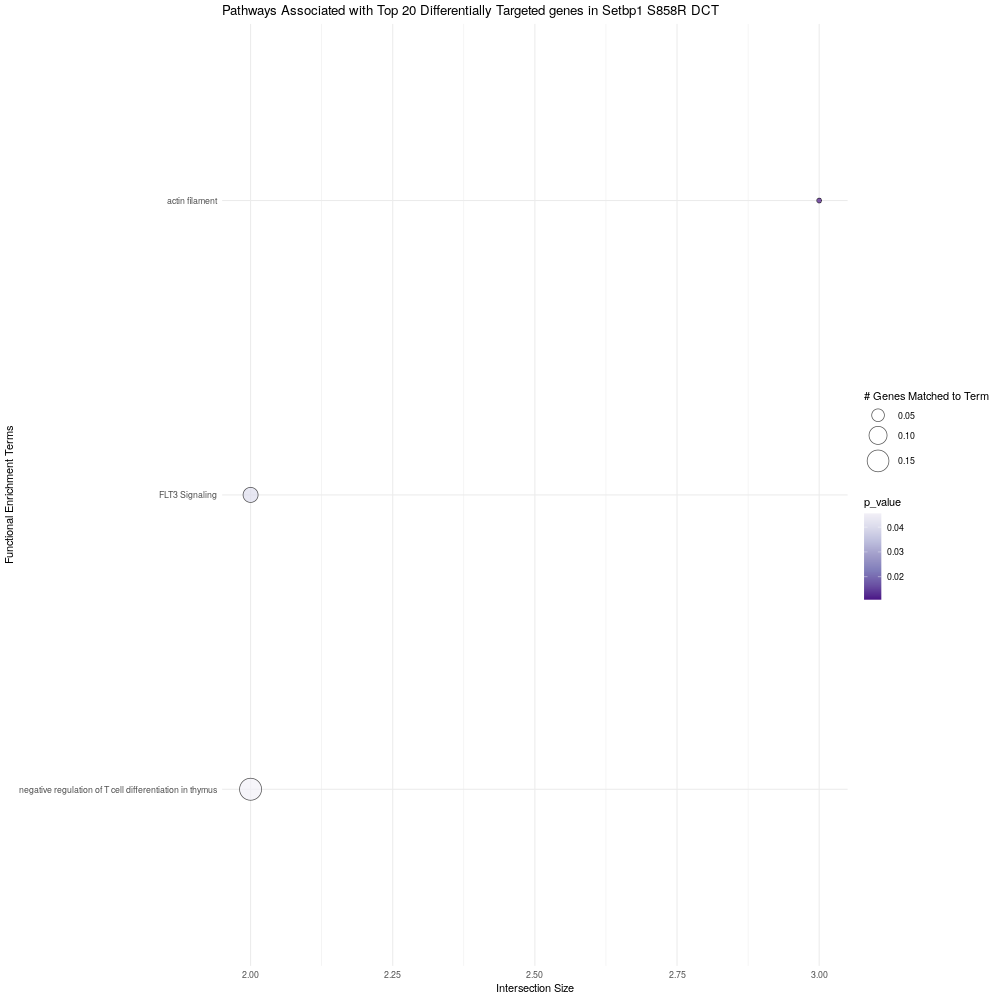 Pathways Associated with Top 20 Differentially Targeted genes in Setbp1 S858R DCT
Functional Enrichment Terms
actin filament
FLT3 Signaling
negative regulation of T cell differentiation in thymus
2.00
2.25
2.50
2.75
3.00
Intersection Size
# Genes Matched to Term
0.05
0.10
0.15
p_value
0.04
0.03
0.02